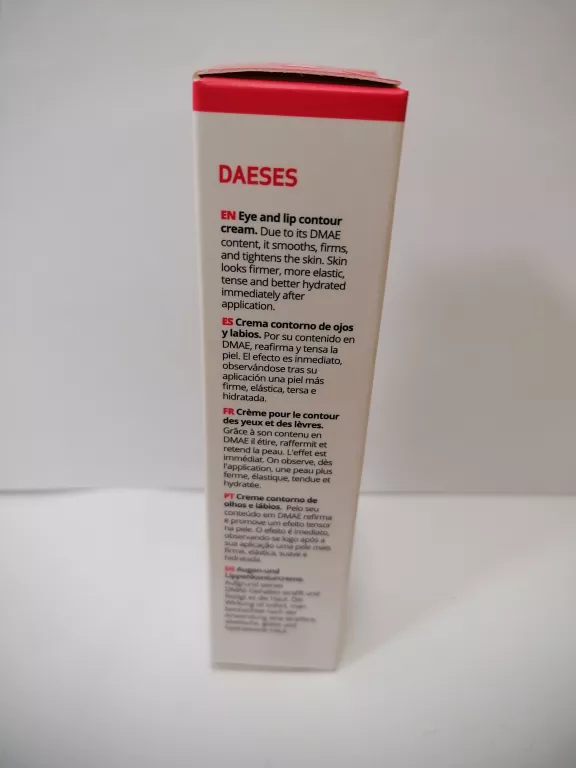 DAESES
EN Eye and lip contour
cream. Due to its DMAE
content, it smooths, firms,
and tightens the skin. Skin
looks firmer, more elastic,
tense and better hydrated
immediately after
application.
ES Crema contorno de ojos
y labios. Por su contenido en
DMAE, reafirma y tensa la
piel. El efecto es inmediato,
observándose tras su
aplicación una piel más
firme, elástica, tersa e
hidratada.
FR Crème pour le contour
des yeux et des lèvres.
Grâce à son contenu en
DMAE il étire, raffermit et
retend la peau. L'effet est
immédiat. On observe, dès
l'application, une peau plus
ferme, élastique, tendue et
hydratée.
PT Creme contorno de
olhos e lábios. Pelo seu
conteúdo em DMAE refirma
e promove um efeito tensor
na pele. O efeito é imediato,
observando-se logo após a
sua aplicação uma pele mais
firme, elástica, suave e
hidratada.
DE Augen-und
Aufgrund seines